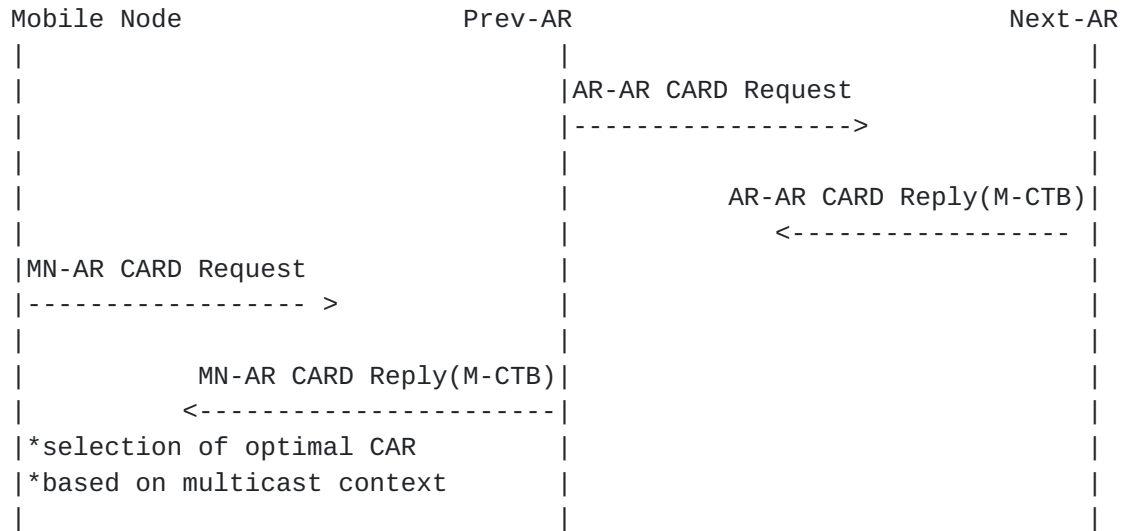 Mobile Node Prev-AR Next-AR
AR-AR CARD Request
AR-AR CARD Reply(M-CTB)
MN-AR CARD Request
MN-AR CARD Reply(M-CTB)
*selection of optimal CAR
*based on multicast context